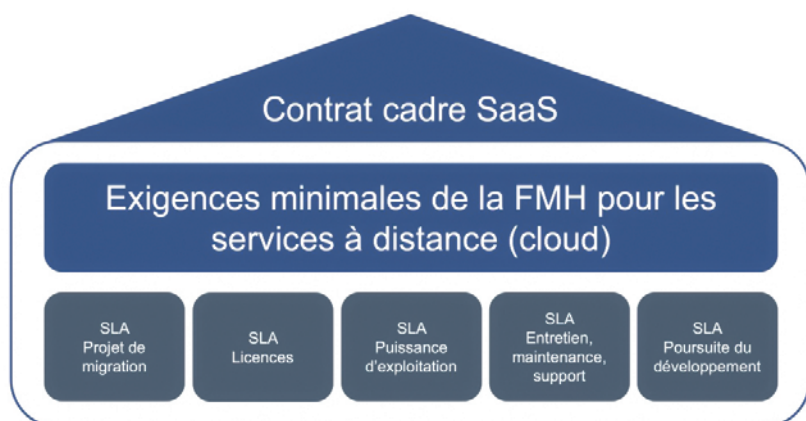 Contrat cadre SaaS
Exigences minimales de la FMH pour les
services à distance (cloud)
SLA
Projet de
migration
SLA
Licences
SLA
Puissance
d'exploitation
SLA
Entretien,
maintenance,
support
SLA
Poursuite du
développement